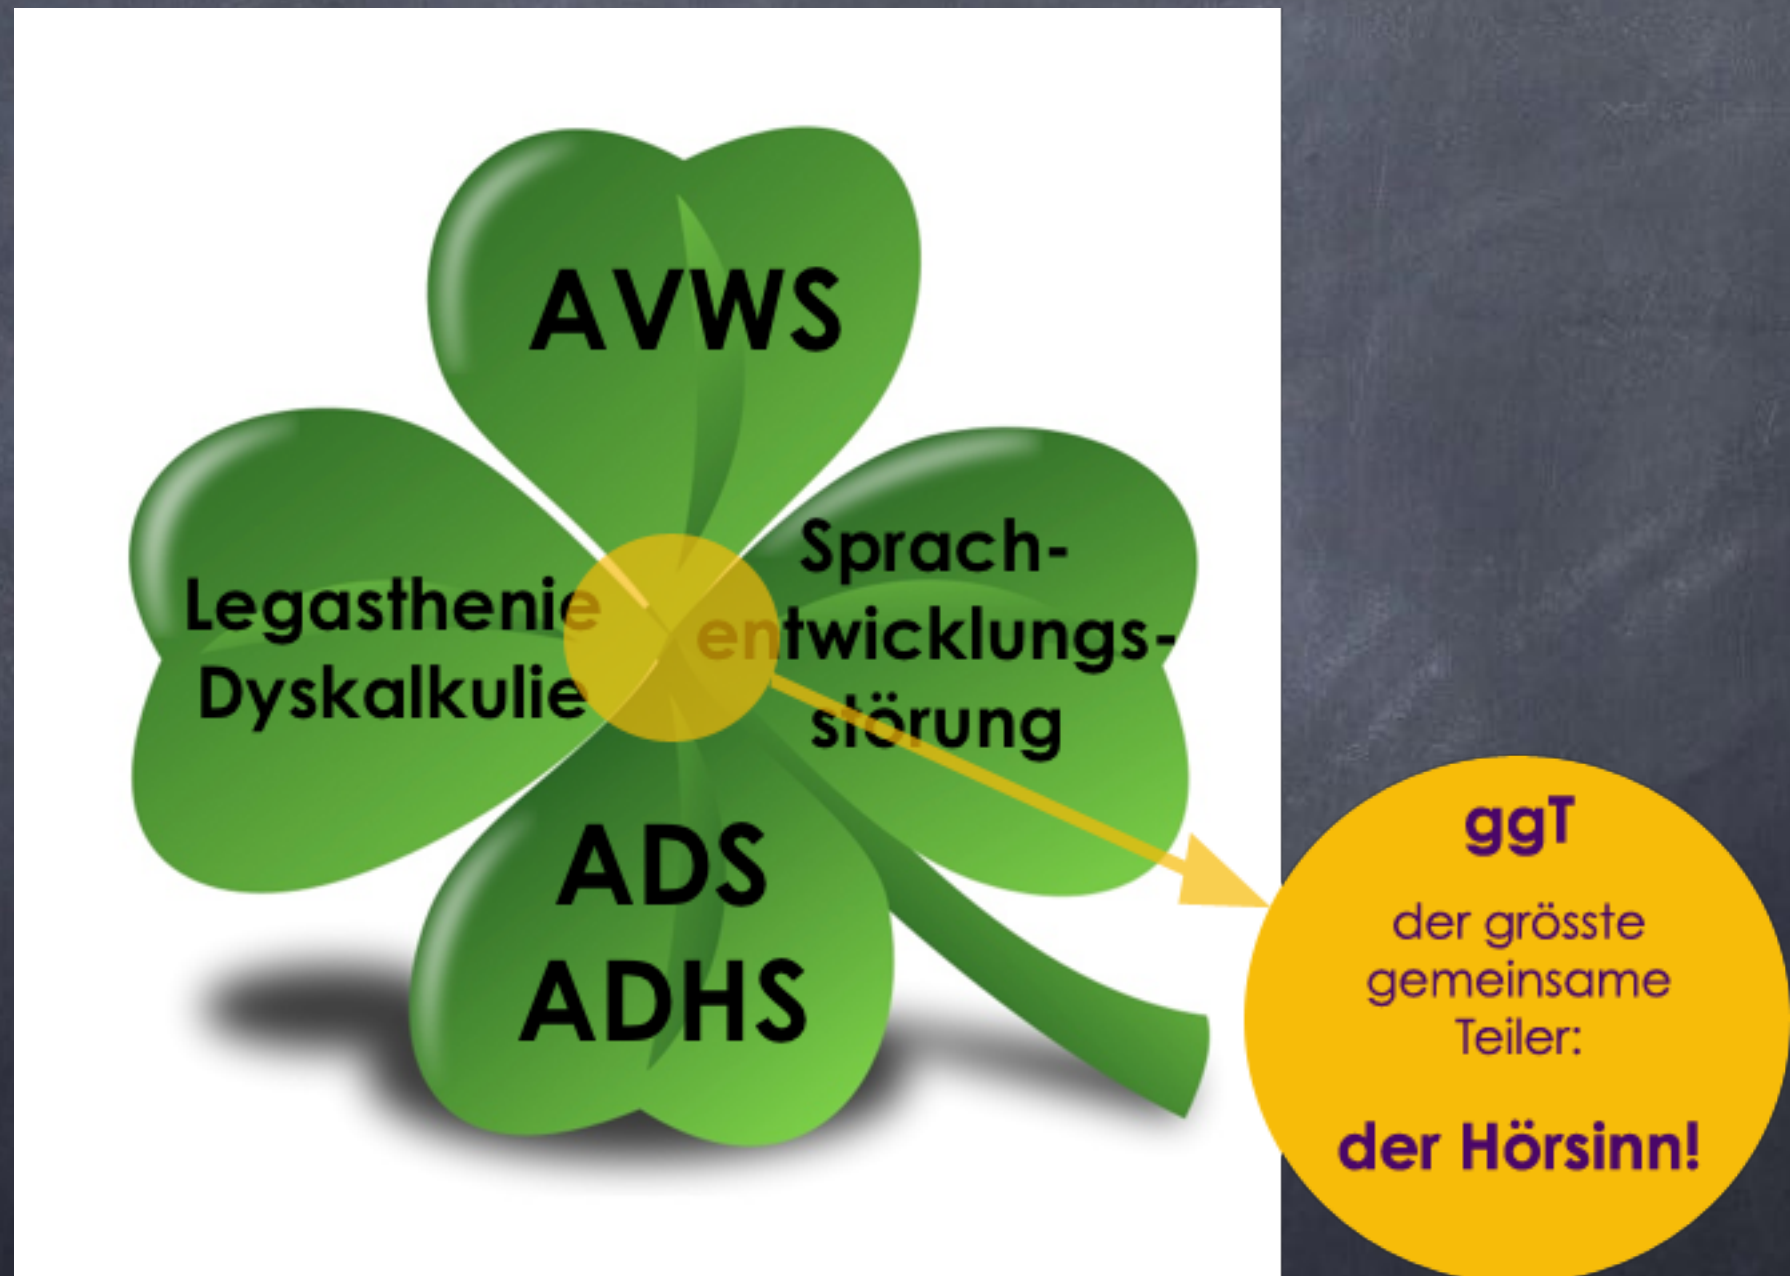 AVWS
Legasthenie
Dyskalkulie
Sprach-
entwicklungs-
störung
ADS
ADHS
ggT
der grösste
gemeinsame
Teiler:
der Hörsinn!